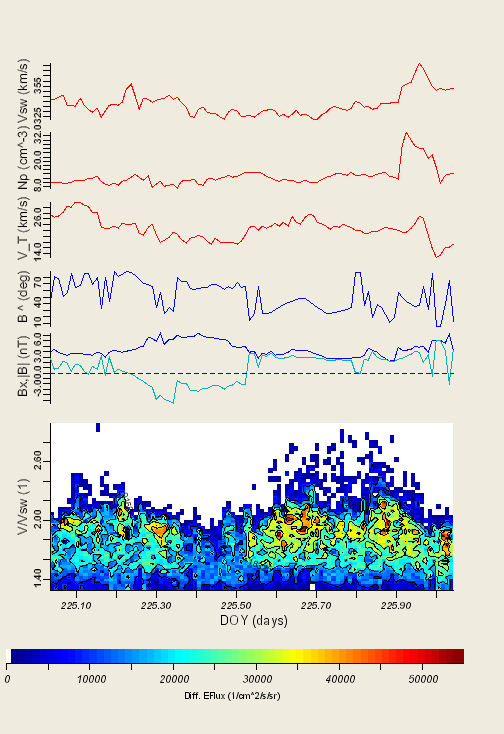 Vsw (km/s)
355
325
Np (cm^-3)
32.0
20.0
8.0
V_T (km/s)
26.0
14.0
B ^ (deg)
70
40
10
Bx,|B| (nT)
6.0
3.0
0.0
-3.0
V/Vsw (1)
2.60
2.00
1.40
225.10 225.30 225.50 225.70 225.90
DOY (days)
0 10000 20000 30000 40000 50000
Diff. EFlux (1/cm^2/s/sr)